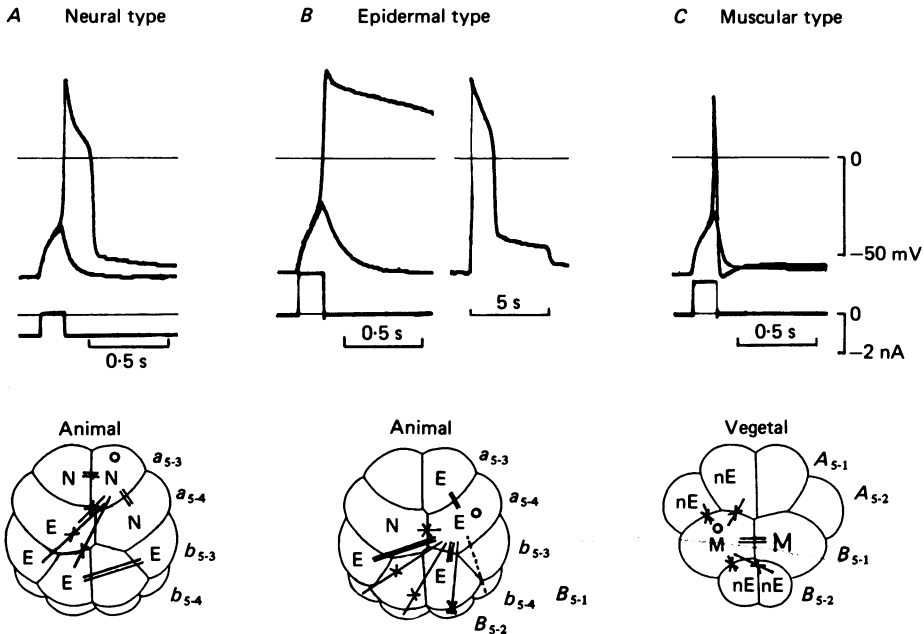 A Neural type
B Epidermal type
C Muscular type
0
−50 mV
5 s
0
−2 nA
0·5 s
0·5 s
0·5 s
Animal
N N
N
E
E E
E
a5-3
a5-4
b5-3
b5-4
Animal
E
N E
E
a5-3
a5-4
b5-3
b5-4
B5-1
B5-2
Vegetal
nE
nE
M M
nE nE
A5-1
A5-2
B5-1
B5-2